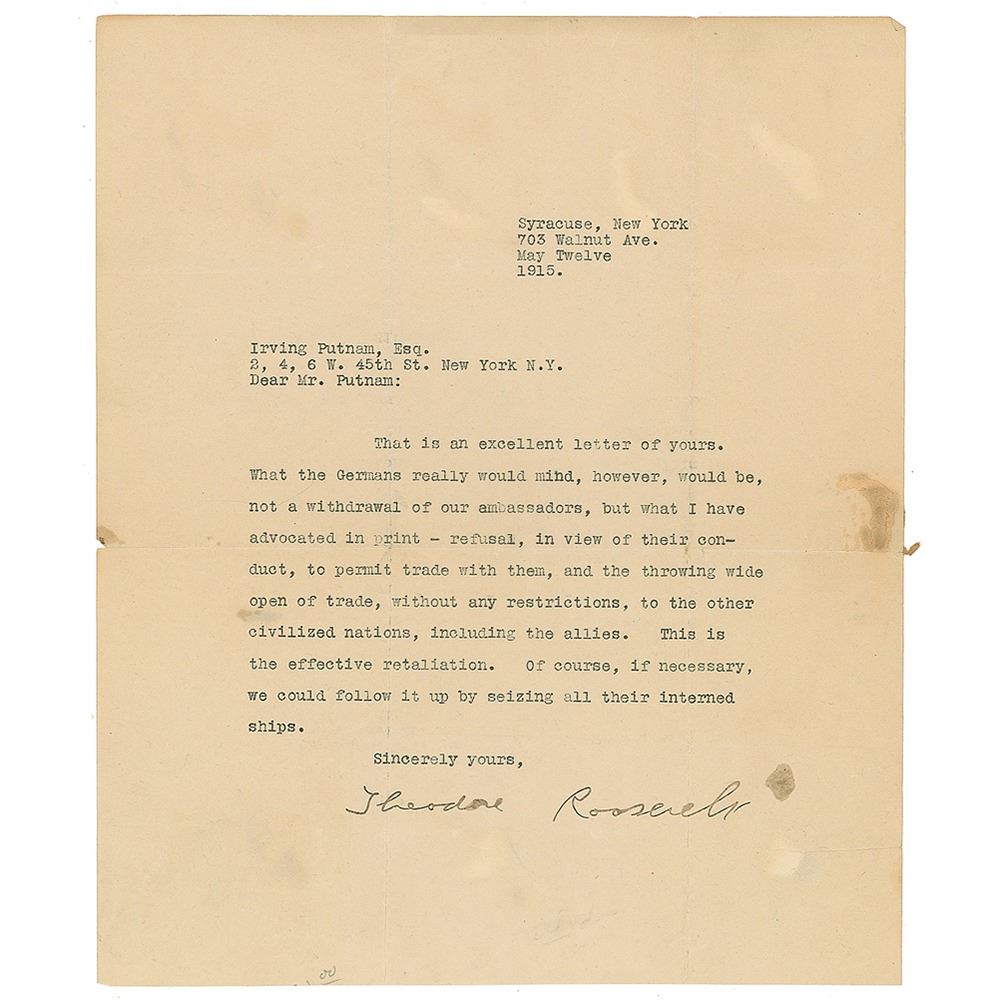 Syracuse, New York
703 Walnut Ave.
May Twelve
1915.
Irving Putnam, Esq.
2, 4, 6 W. 45th St. New York N.Y.
Dear Mr. Putnam:
That is an excellent letter of yours.
What the Germans really would mind, however, would be,
not a withdrawal of our ambassadors, but what I have
advocated in print - refusal, in view of their con-
duct, to permit trade with them, and the throwing wide
open of trade, without any restrictions, to the other
civilized nations, including the allies. This is
the effective retaliation. Of course, if necessary,
we could follow it up by seizing all their interned
ships.
Sincerely yours,
Theodore Roosevelt